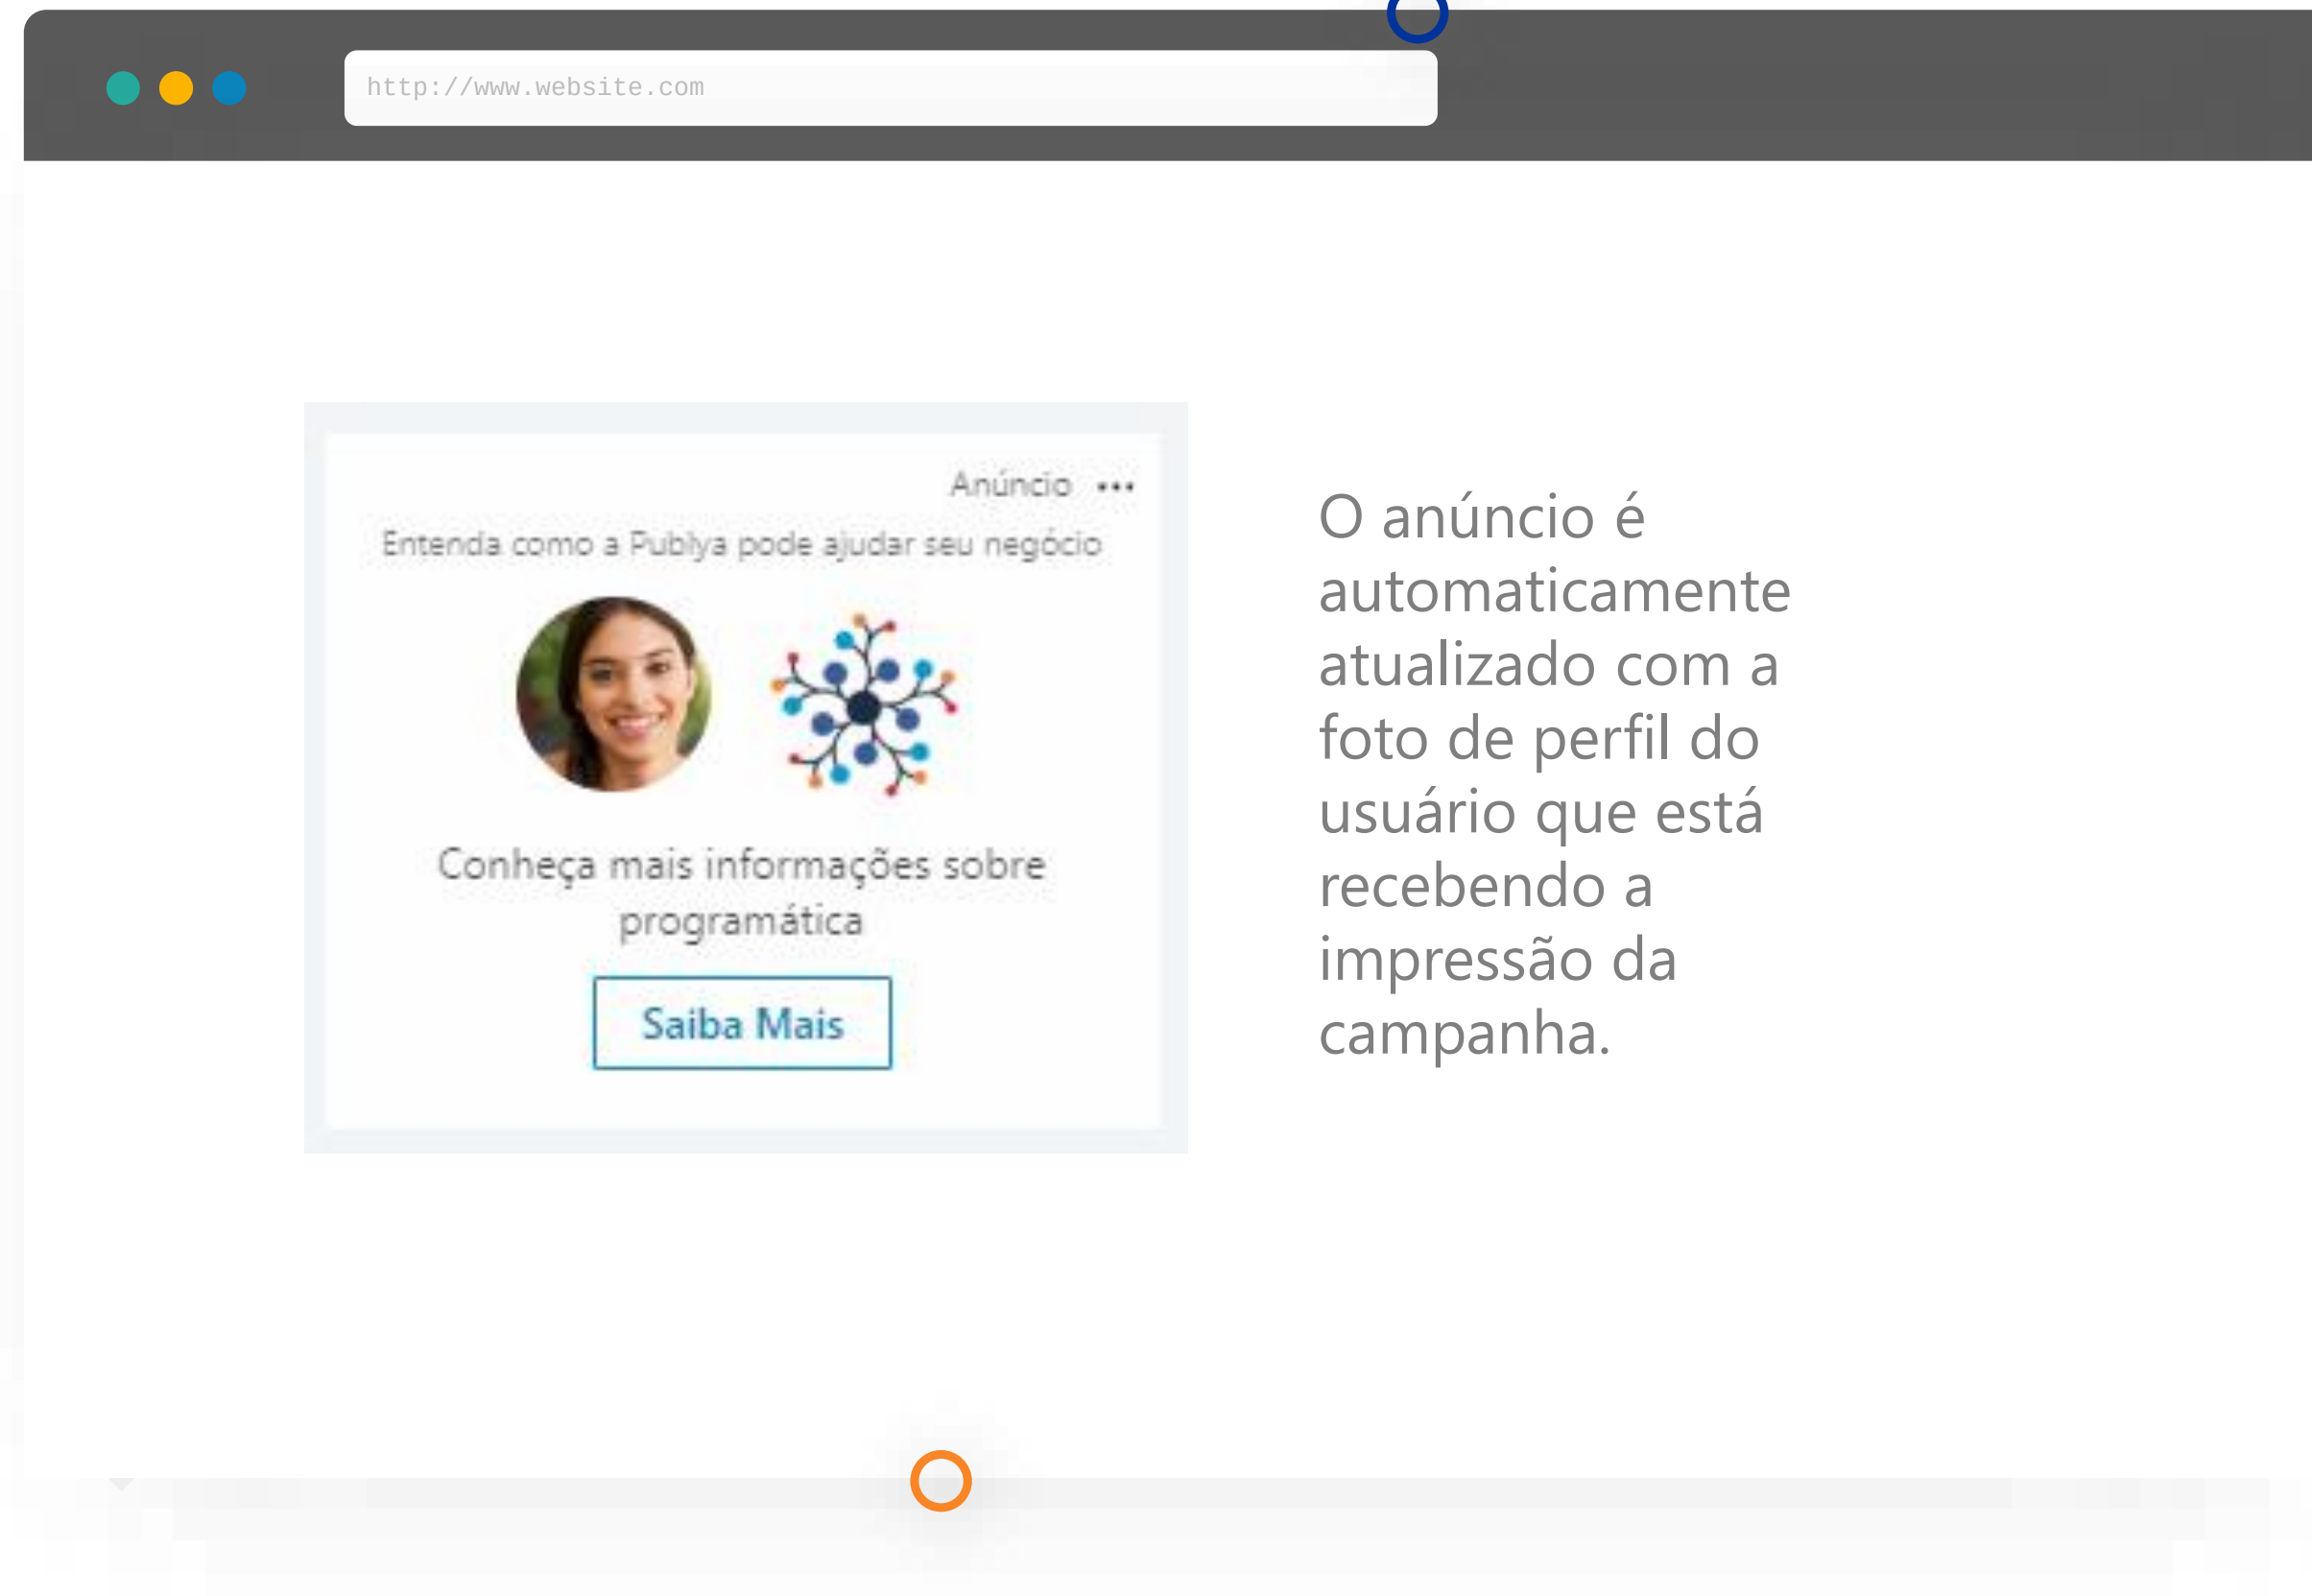 http://www.website.com
Anúncio ...
Entenda como a Publya pode ajudar seu negócio
Conheça mais informações sobre
programática
Saiba Mais
O anúncio é
automaticamente
atualizado com a
foto de perfil do
usuário que está
recebendo a
impressão da
campanha.